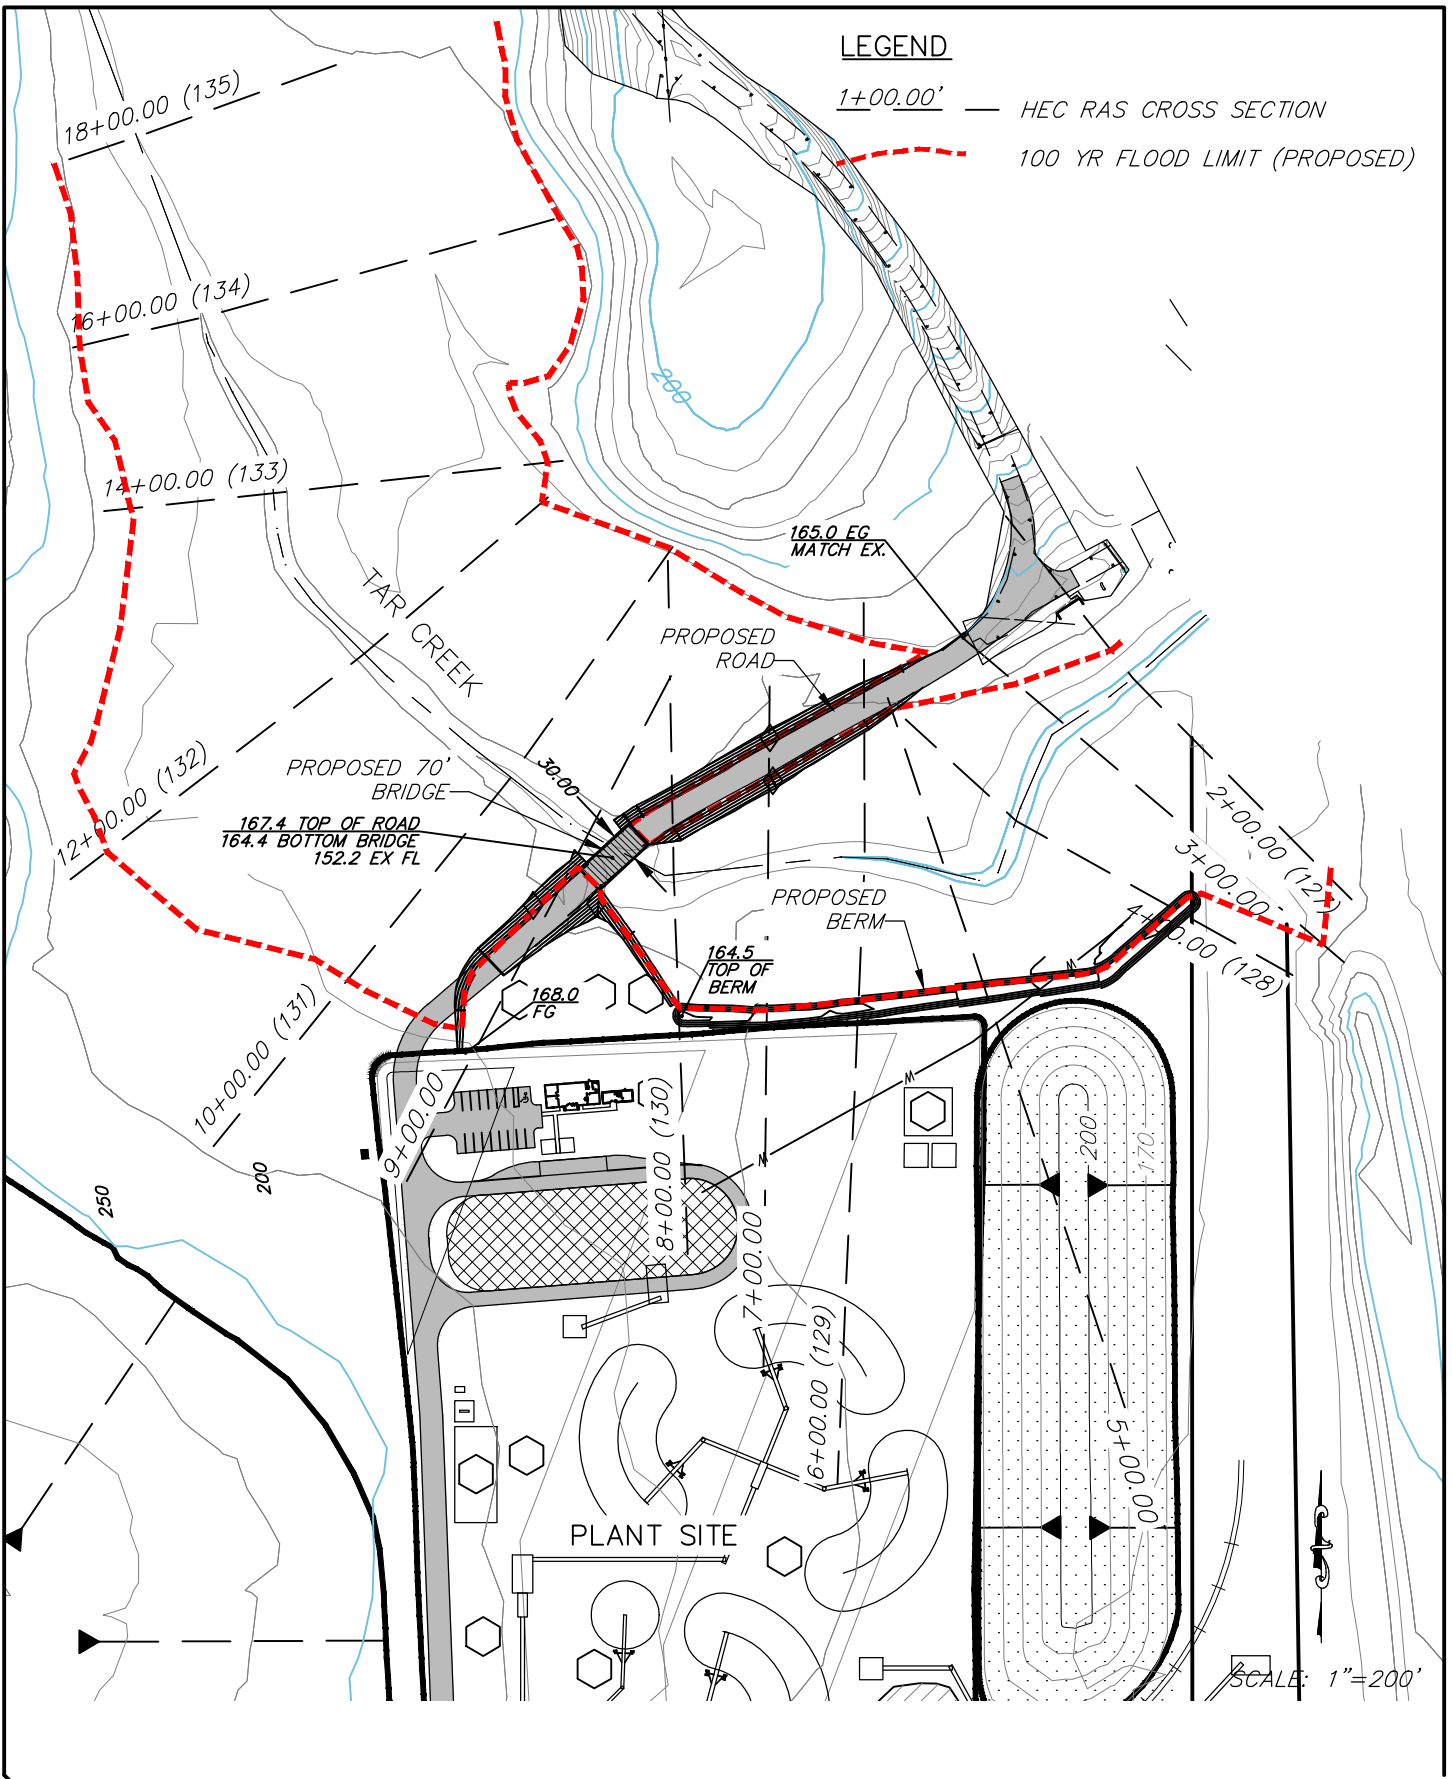 LEGEND
1+00.00'
HEC RAS CROSS SECTION
100 YR FLOOD LIMIT (PROPOSED)
18+00.00 (135)
16+00.00 (134)
200
14+00.00 (133)
165.0 EG
MATCH EX.
TAR CREEK
PROPOSED
ROAD
PROPOSED 70'
BRIDGE
30.00
12+00.00 (132)
167.4 TOP OF ROAD
164.4 BOTTOM BRIDGE
152.2 EX FL
2+00.00 (127)
3+00.00
4+00.00 (128)
PROPOSED
BERM
164.5
TOP OF
BERM
W
168.0
FG
10+00.00 (131)
9+00.00
8+00.00 (130)
W
W
200
170
200
250
7+00.00
6+00.00 (129)
5+00.00
PLANT SITE
SCALE: 1"=200'